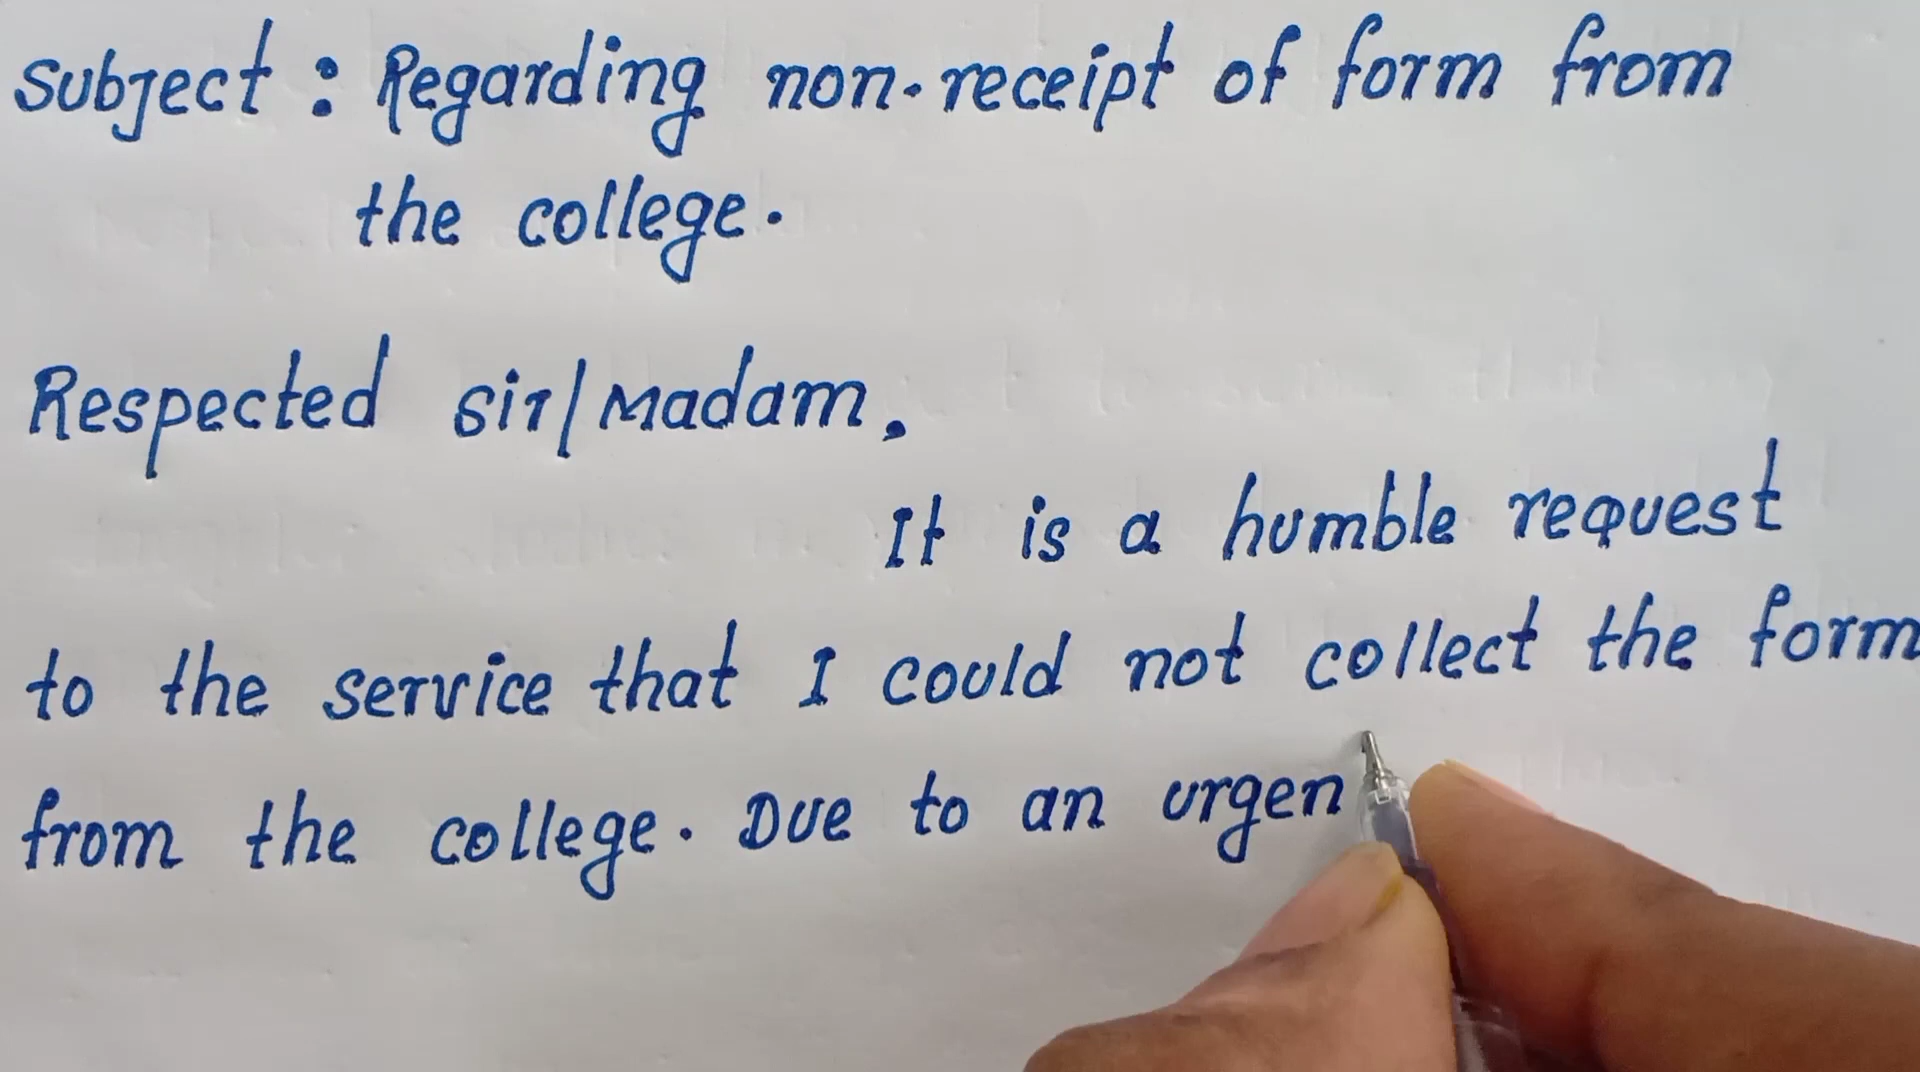 Subject : Regarding non-receipt of form from
the college.
Respected sir/Madam,
It is a humble request
to the service that I could not collect the form
from the college. Due to an urgen